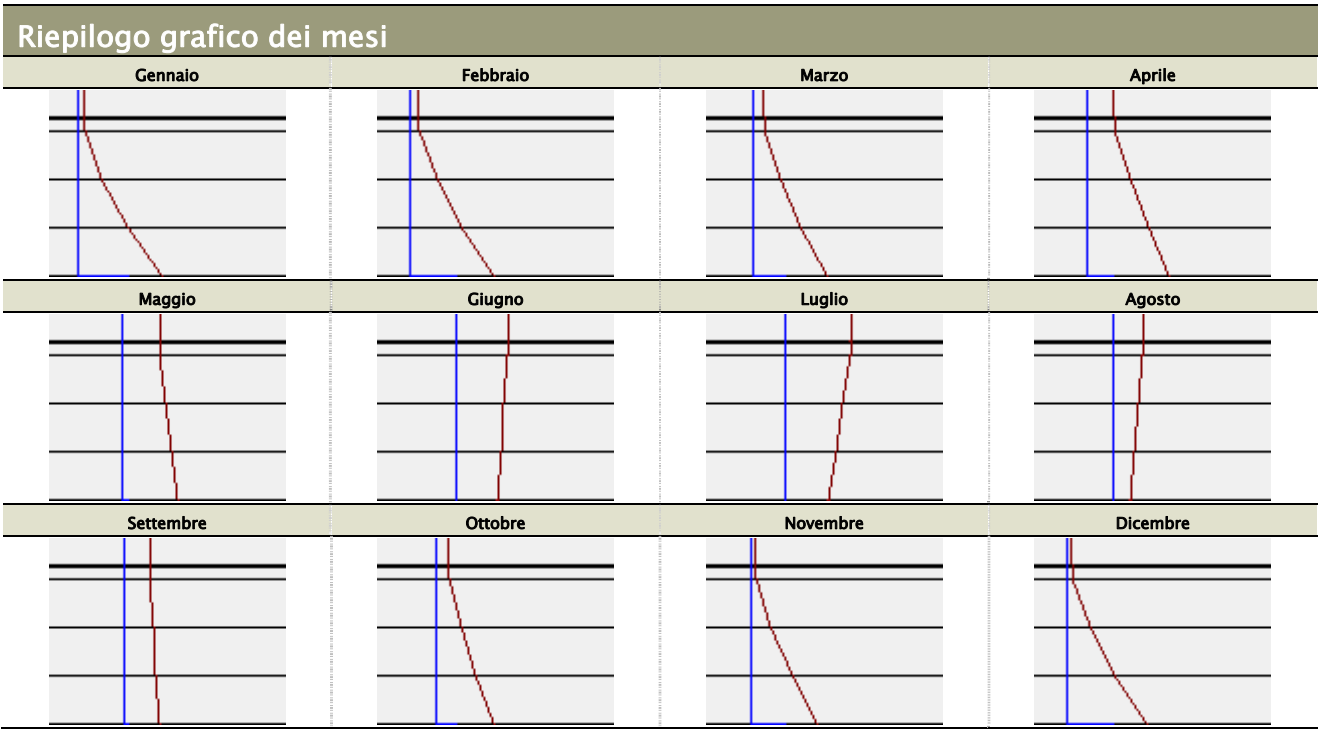 Riepilogo grafico dei mesi
Gennaio Febbraio Marzo Aprile
Maggio Giugno Luglio Agosto
Settembre Ottobre Novembre Dicembre